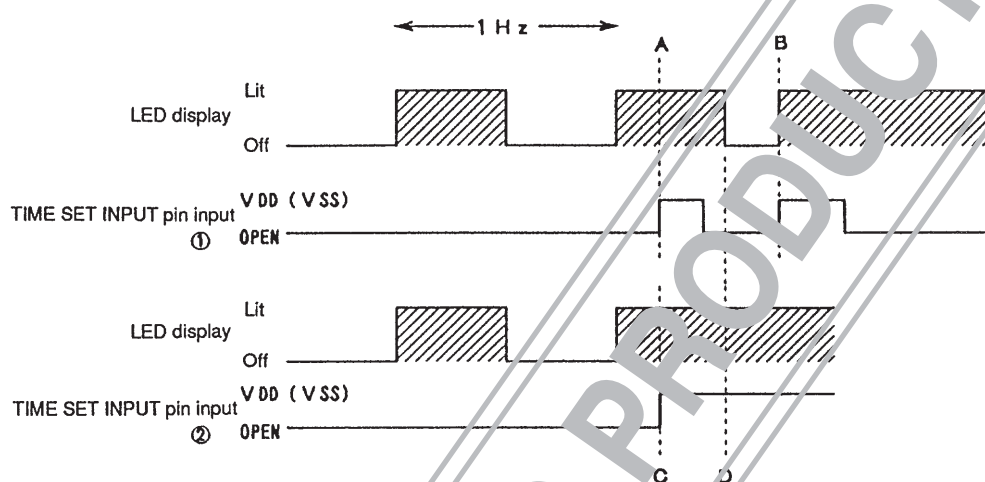 1 Hz
A B
Lit
LED display
Off
VDD (VSS)
TIME SET INPUT pin input
① OPEN
Lit
LED display
Off
VDD (VSS)
TIME SET INPUT pin input
② OPEN
C D
PRODUCT